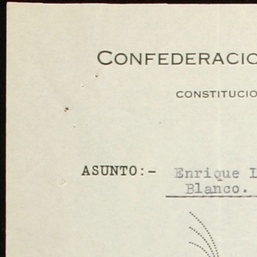 CONFEDERACIO
CONSTITUCIO
ASUNTO:- Enrique L
Blanco.